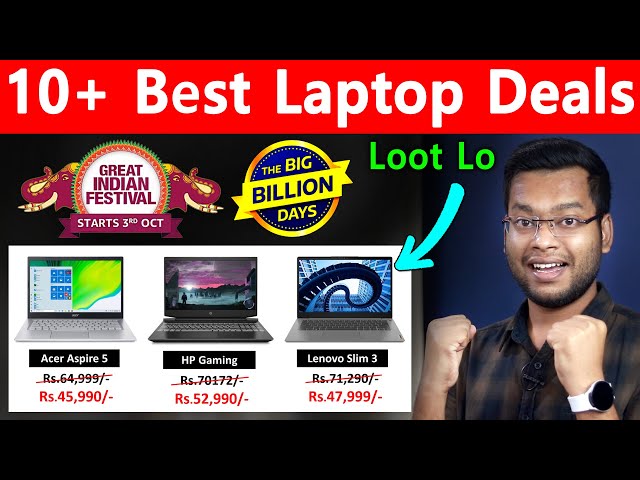 10+ Best Laptop Deals
GREAT
INDIAN
FESTIVAL
STARTS 3RD OCT
THE BIG
BILLION
DAYS
Loot Lo
Acer Aspire 5
Rs.64,999/-
Rs.45,990/-
HP Gaming
Rs.70172/-
Rs.52,990/-
Lenovo Slim 3
Rs.71,290/-
Rs.47,999/-